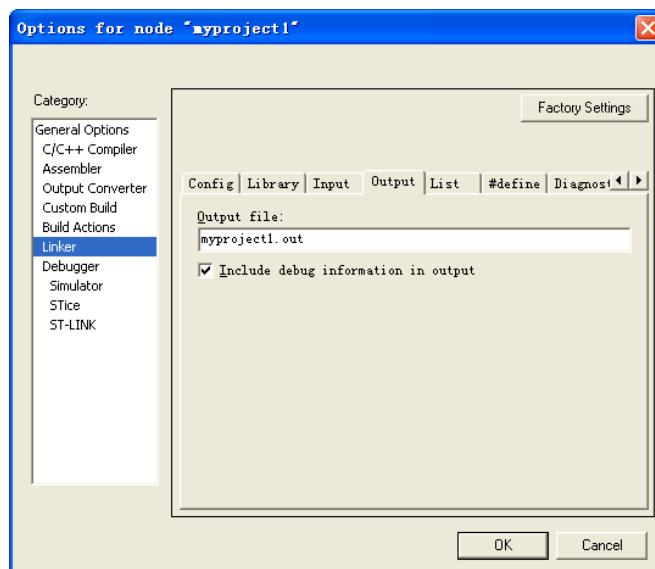 Options for node "myproject1"
Category:
Factory Settings
General Options
C/C++ Compiler
Assembler
Output Converter
Custom Build
Build Actions
Linker
Debugger
Simulator
STice
ST-LINK
Config Library Input Output List #define Diagnost
Output file:
myproject1.out
Include debug information in output
OK Cancel